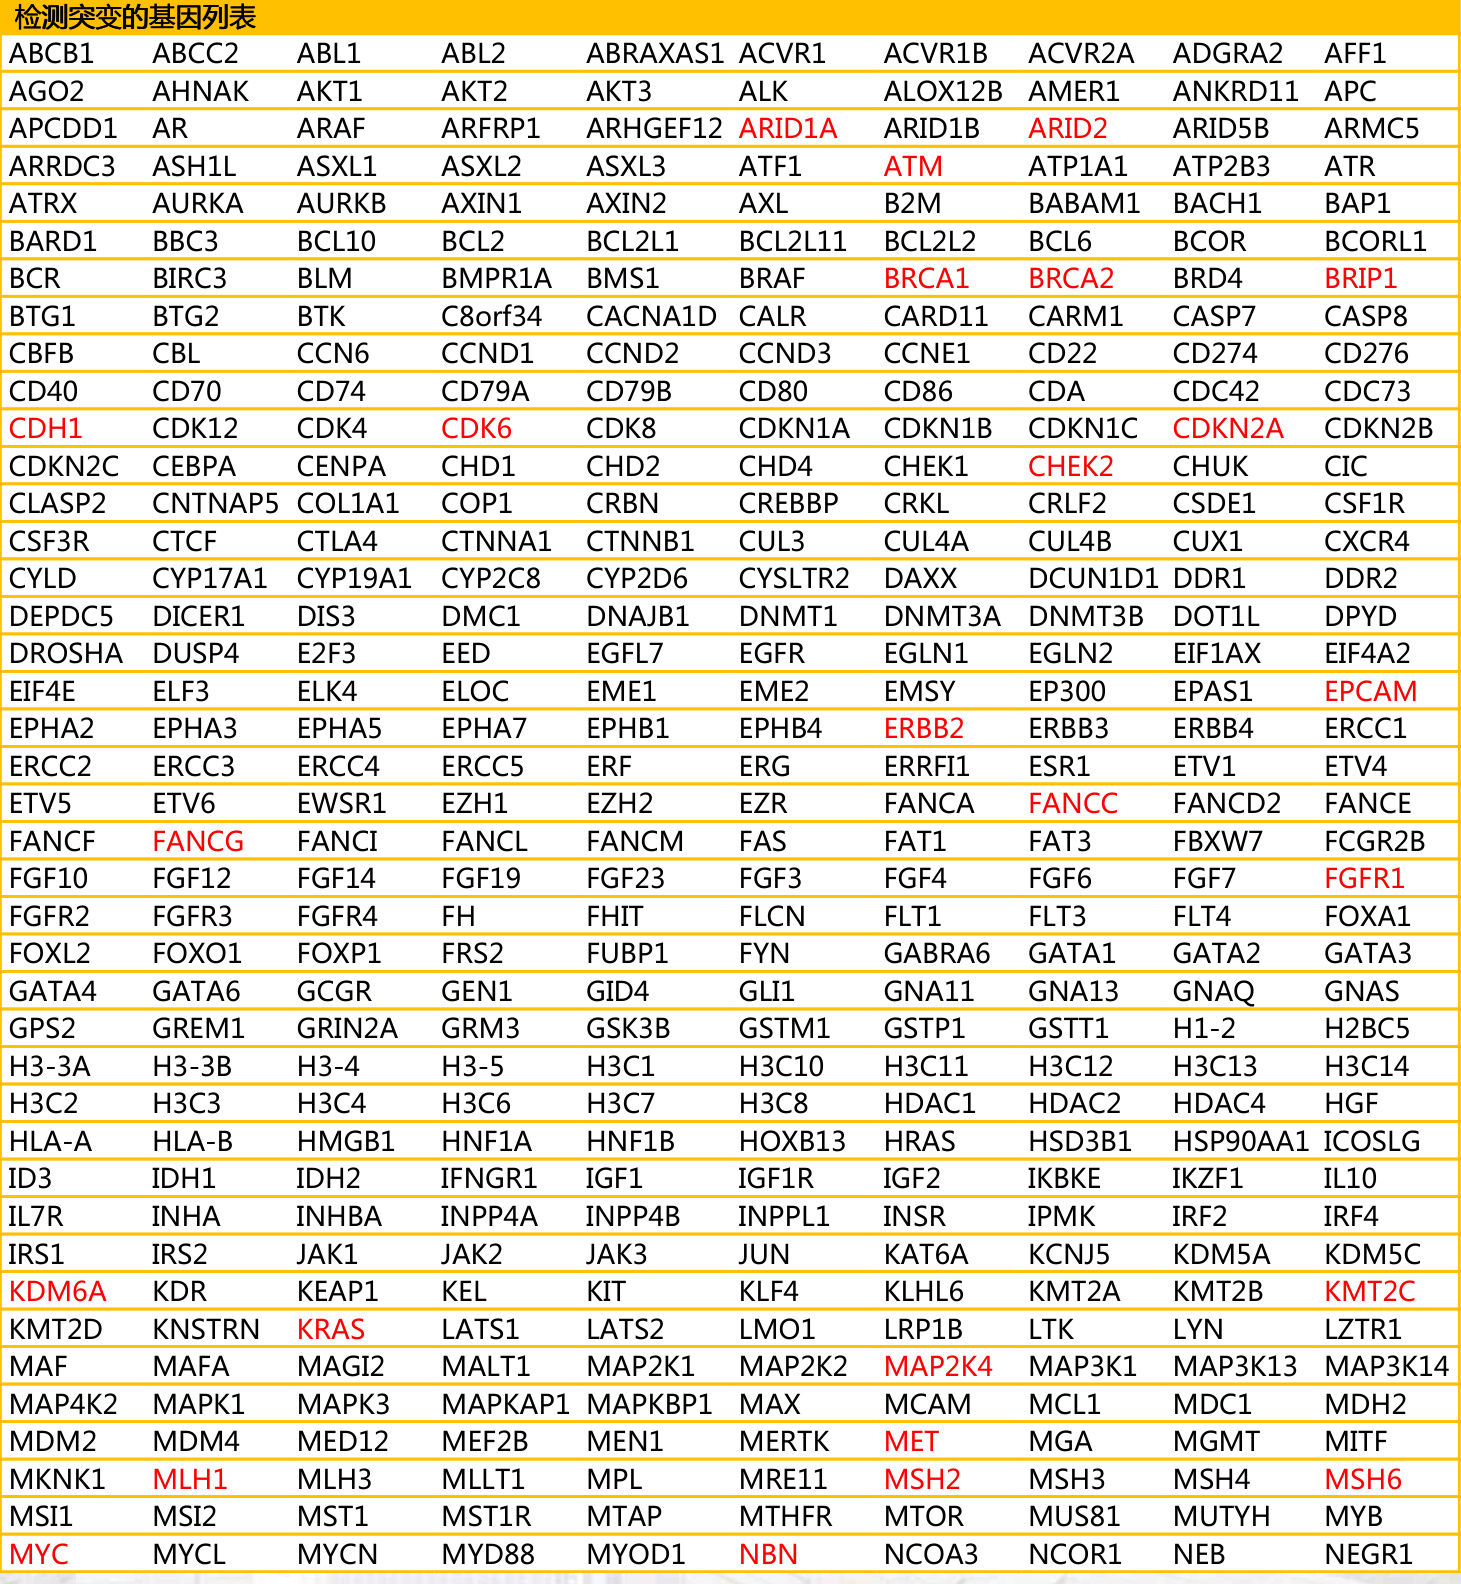 检测突变的基因列表
ABCB1 ABCC2 ABL1 ABL2 ABRAXAS1 ACVR1 ACVR1B ACVR2A ADGRA2 AFF1
AGO2 AHNAK AKT1 AKT2 AKT3 ALK ALOX12B AMER1 ANKRD11 APC
APCDD1 AR ARAF ARFRP1 ARHGEF12 ARID1A ARID1B ARID2 ARID5B ARMC5
ARRDC3 ASH1L ASXL1 ASXL2 ASXL3 ATF1 ATM ATP1A1 ATP2B3 ATR
ATRX AURKA AURKB AXIN1 AXIN2 AXL B2M BABAM1 BACH1 BAP1
BARD1 BBC3 BCL10 BCL2 BCL2L1 BCL2L11 BCL2L2 BCL6 BCOR BCORL1
BCR BIRC3 BLM BMPR1A BMS1 BRAF BRCA1 BRCA2 BRD4 BRIP1
BTG1 BTG2 BTK C8orf34 CACNA1D CALR CARD11 CARM1 CASP7 CASP8
CBFB CBL CCN6 CCND1 CCND2 CCND3 CCNE1 CD22 CD274 CD276
CD40 CD70 CD74 CD79A CD79B CD80 CD86 CDA CDC42 CDC73
CDH1 CDK12 CDK4 CDK6 CDK8 CDKN1A CDKN1B CDKN1C CDKN2A CDKN2B
CDKN2C CEBPA CENPA CHD1 CHD2 CHD4 CHEK1 CHEK2 CHUK CIC
CLASP2 CNTNAP5 COL1A1 COP1 CRBN CREBBP CRKL CRLF2 CSDE1 CSF1R
CSF3R CTCF CTLA4 CTNNA1 CTNNB1 CUL3 CUL4A CUL4B CUX1 CXCR4
CYLD CYP17A1 CYP19A1 CYP2C8 CYP2D6 CYSLTR2 DAXX DCUN1D1 DDR1 DDR2
DEPDC5 DICER1 DIS3 DMC1 DNAJB1 DNMT1 DNMT3A DNMT3B DOT1L DPYD
DROSHA DUSP4 E2F3 EED EGFL7 EGFR EGLN1 EGLN2 EIF1AX EIF4A2
EIF4E ELF3 ELK4 ELOC EME1 EME2 EMSY EP300 EPAS1 EPCAM
EPHA2 EPHA3 EPHA5 EPHA7 EPHB1 EPHB4 ERBB2 ERBB3 ERBB4 ERCC1
ERCC2 ERCC3 ERCC4 ERCC5 ERF ERG ERRFI1 ESR1 ETV1 ETV4
ETV5 ETV6 EWSR1 EZH1 EZH2 EZR FANCA FANCC FANCD2 FANCE
FANCF FANCG FANCI FANCL FANCM FAS FAT1 FAT3 FBXW7 FCGR2B
FGF10 FGF12 FGF14 FGF19 FGF23 FGF3 FGF4 FGF6 FGF7 FGFR1
FGFR2 FGFR3 FGFR4 FH FHIT FLCN FLT1 FLT3 FLT4 FOXA1
FOXL2 FOXO1 FOXP1 FRS2 FUBP1 FYN GABRA6 GATA1 GATA2 GATA3
GATA4 GATA6 GCGR GEN1 GID4 GLI1 GNA11 GNA13 GNAQ GNAS
GPS2 GREM1 GRIN2A GRM3 GSK3B GSTM1 GSTP1 GSTT1 H1-2 H2BC5
H3-3A H3-3B H3-4 H3-5 H3C1 H3C10 H3C11 H3C12 H3C13 H3C14
H3C2 H3C3 H3C4 H3C6 H3C7 H3C8 HDAC1 HDAC2 HDAC4 HGF
HLA-A HLA-B HMGB1 HNF1A HNF1B HOXB13 HRAS HSD3B1 HSP90AA1 ICOSLG
ID3 IDH1 IDH2 IFNGR1 IGF1 IGF1R IGF2 IKBKE IKZF1 IL10
IL7R INHA INHBA INPP4A INPP4B INPPL1 INSR IPMK IRF2 IRF4
IRS1 IRS2 JAK1 JAK2 JAK3 JUN KAT6A KCNJ5 KDM5A KDM5C
KDM6A KDR KEAP1 KEL KIT KLF4 KLHL6 KMT2A KMT2B KMT2C
KMT2D KNSTRN KRAS LATS1 LATS2 LMO1 LRP1B LTK LYN LZTR1
MAF MAFA MAGI2 MALT1 MAP2K1 MAP2K2 MAP2K4 MAP3K1 MAP3K13 MAP3K14
MAP4K2 MAPK1 MAPK3 MAPKAP1 MAPKBP1 MAX MCAM MCL1 MDC1 MDH2
MDM2 MDM4 MED12 MEF2B MEN1 MERTK MET MGA MGMT MITF
MKNK1 MLH1 MLH3 MLLT1 MPL MRE11 MSH2 MSH3 MSH4 MSH6
MSI1 MSI2 MST1 MST1R MTAP MTHFR MTOR MUS81 MUTYH MYB
MYC MYCL MYCN MYD88 MYOD1 NBN NCOA3 NCOR1 NEB NEGR1